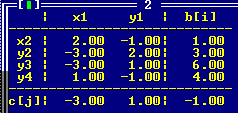 [▮] 2
x1 y1 b[i]
x2 2.00 -1.00 1.00
y2 -3.00 2.00 3.00
y3 -3.00 1.00 6.00
y4 1.00 -1.00 4.00
c[j] -3.00 1.00 -1.00